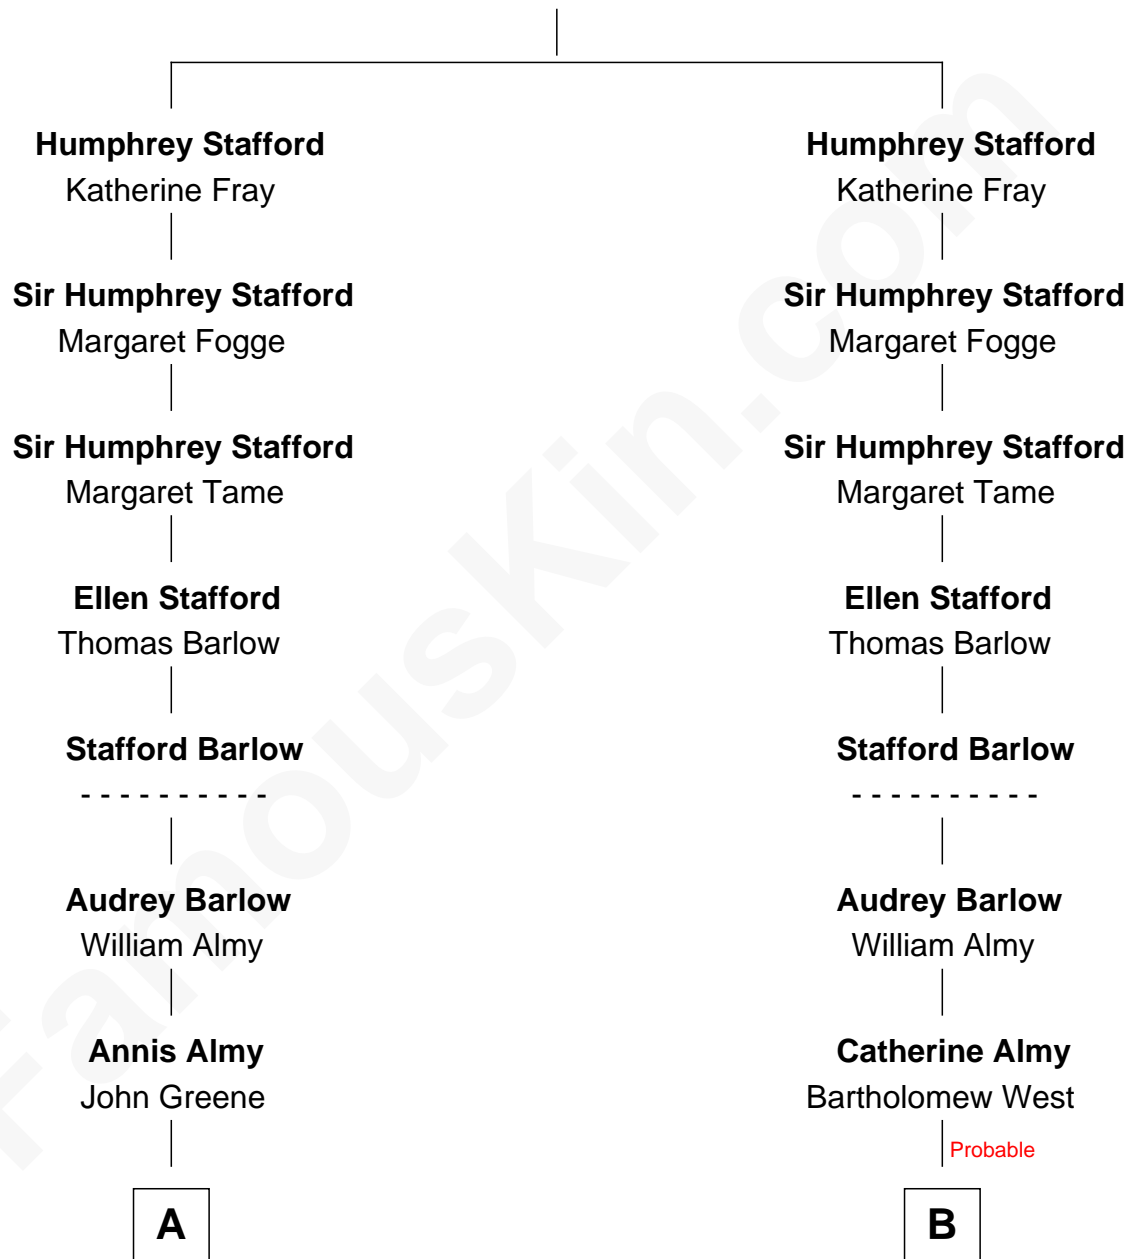 Humphrey Stafford
Katherine Fray
Sir Humphrey Stafford
Margaret Fogge
Sir Humphrey Stafford
Margaret Tame
Ellen Stafford
Thomas Barlow
Stafford Barlow
- - - - - - - - - -
Audrey Barlow
William Almy
Annis Almy
John Greene
A
Humphrey Stafford
Katherine Fray
Sir Humphrey Stafford
Margaret Fogge
Sir Humphrey Stafford
Margaret Tame
Ellen Stafford
Thomas Barlow
Stafford Barlow
- - - - - - - - - -
Audrey Barlow
William Almy
Catherine Almy
Bartholomew West
Probable
B
FamousKin.com